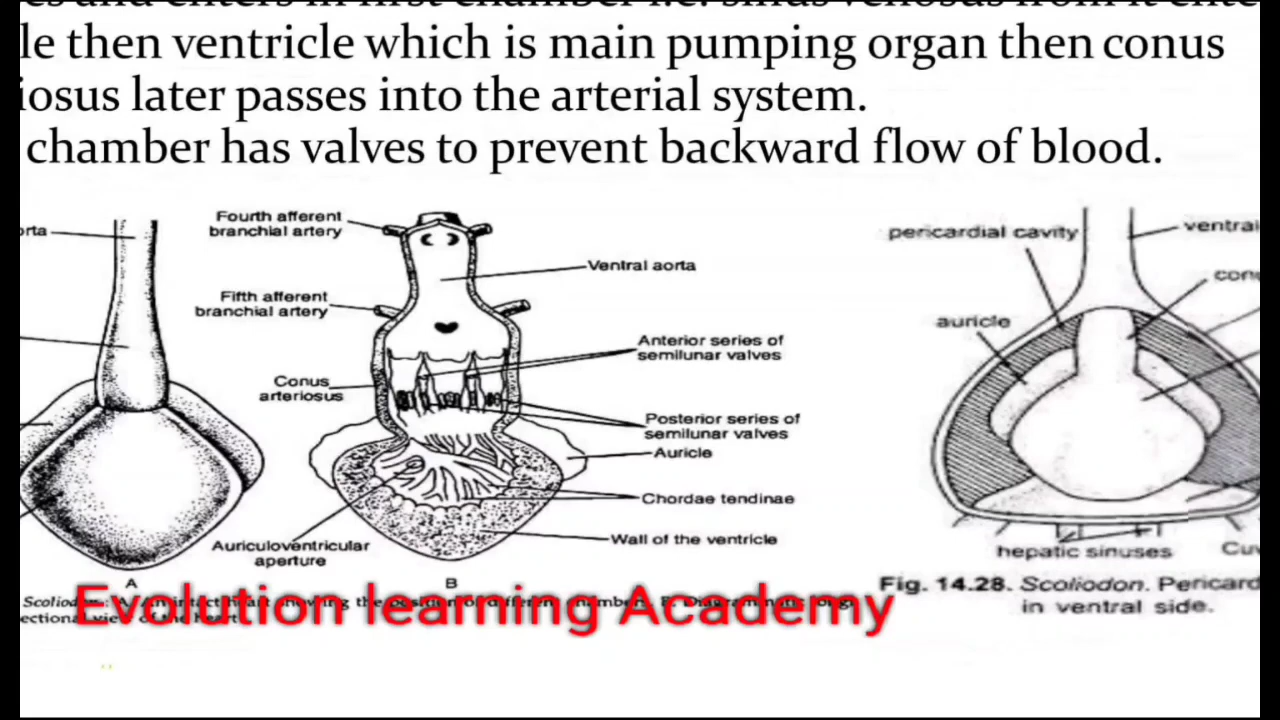 le then ventricle which is main pumping organ then conus
iosus later passes into the arterial system.
chamber has valves to prevent backward flow of blood.
orta
Fourth afferent
branchial artery
Ventral aorta
Fifth afferent
branchial artery
Anterior series of
semilunar valves
Conus
arteriosus
Posterior series of
semilunar valves
Auricle
Chordae tendinae
Wall of the ventricle
Auriculoventricular
aperture
A
B
pericardial cavity
ventral
con
auricle
hepatic sinuses
Cuv
Fig. 14.28. Scoliodon. Pericard
in ventral side.
Evolution learning Academy